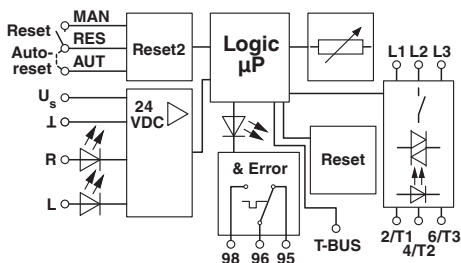 MAN
Reset
RES
Auto-
reset
AUT
Reset2
Logic
µP
L1 L2 L3
Us
⊥
24
VDC
R
L
& Error
Reset
98 96 95
T-BUS
2/T1 6/T3
4/T2